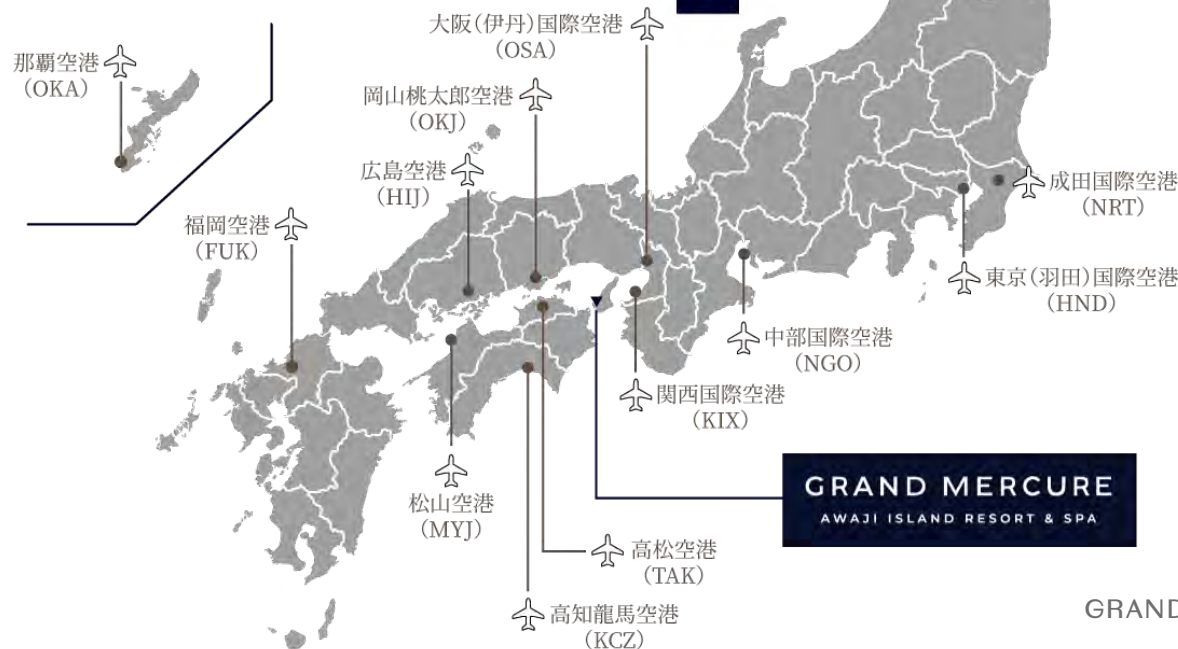 大阪（伊丹）国際空港
（OSA）
那覇空港
（OKA）
岡山桃太郎空港
（OKJ）
広島空港
（HIJ）
成田国際空港
（NRT）
福岡空港
（FUK）
東京（羽田）国際空港
（HND）
中部国際空港
（NGO）
関西国際空港
（KIX）
GRAND MERCURE
AWAJI ISLAND RESORT & SPA
松山空港
（MYJ）
高松空港
（TAK）
高知龍馬空港
（KCZ）
GRAND